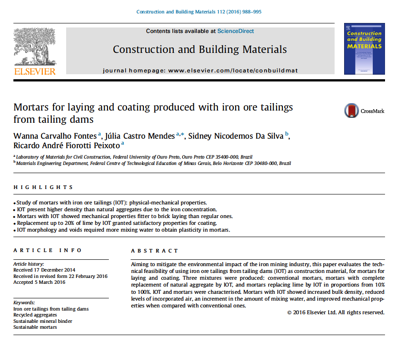 Construction and Building Materials 112 (2016) 988–995
Contents lists available at ScienceDirect
Construction and Building Materials
journal homepage: www.elsevier.com/locate/conbuildmat
ELSEVIER
Construction and Building
MATERIALS
Mortars for laying and coating produced with iron ore tailings
from tailing dams
CrossMark
Wanna Carvalho Fontes a, Júlia Castro Mendes a,*, Sidney Nicodemos Da Silva b,
Ricardo André Fiorotti Peixoto a
a Laboratory of Materials for Civil Construction, Federal University of Ouro Preto, Ouro Preto CEP 35400-000, Brazil
b Materials Engineering Department, Federal Centre of Technological Education of Minas Gerais, Belo Horizonte CEP 30480-000, Brazil
HIGHLIGHTS
• Study of mortars with iron ore tailings (IOT): physical-mechanical properties.
• IOT present higher density than natural aggregates due to the iron concentration.
• Mortars with IOT showed mechanical properties fitter to brick laying than regular ones.
• Replacement up to 20% of lime by IOT granted satisfactory properties for coating.
• IOT morphology and voids required more mixing water to obtain plasticity in mortars.
ARTICLE INFO
Article history:
Received 17 December 2014
Received in revised form 22 February 2016
Accepted 5 March 2016
Keywords:
Iron ore tailings from tailing dams
Recycled aggregates
Sustainable mineral binder
Sustainable mortars
ABSTRACT
Aiming to mitigate the environmental impact of the iron mining industry, this paper evaluates the tech-
nical feasibility of using iron ore tailings from tailing dams (IOT) as construction material, for mortars for
laying and coating. Three mixtures were produced: conventional mortars, mortars with complete
replacement of natural aggregate by IOT, and mortars replacing lime by IOT in proportions from 10%
to 100%. IOT and mortars were characterised. Mortars with IOT showed increased bulk density, reduced
levels of incorporated air, an increment in the amount of mixing water, and improved mechanical prop-
erties when compared with conventional ones.
© 2016 Elsevier Ltd. All rights reserved.